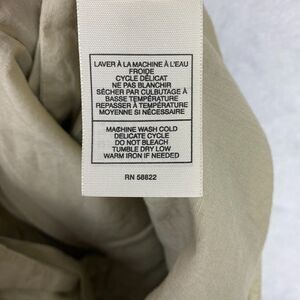 LAVER À LA MACHINE À L'EAU
FROIDE
CYCLE DÉLICAT
NE PAS BLANCHIR
SÉCHER PAR CULBUTAGE À
BASSE TEMPÉRATURE
REPASSER À TEMPÉRATURE
MOYENNE SI NÉCESSAIRE
MACHINE WASH COLD
DELICATE CYCLE
DO NOT BLEACH
TUMBLE DRY LOW
WARM IRON IF NEEDED
RN 58822